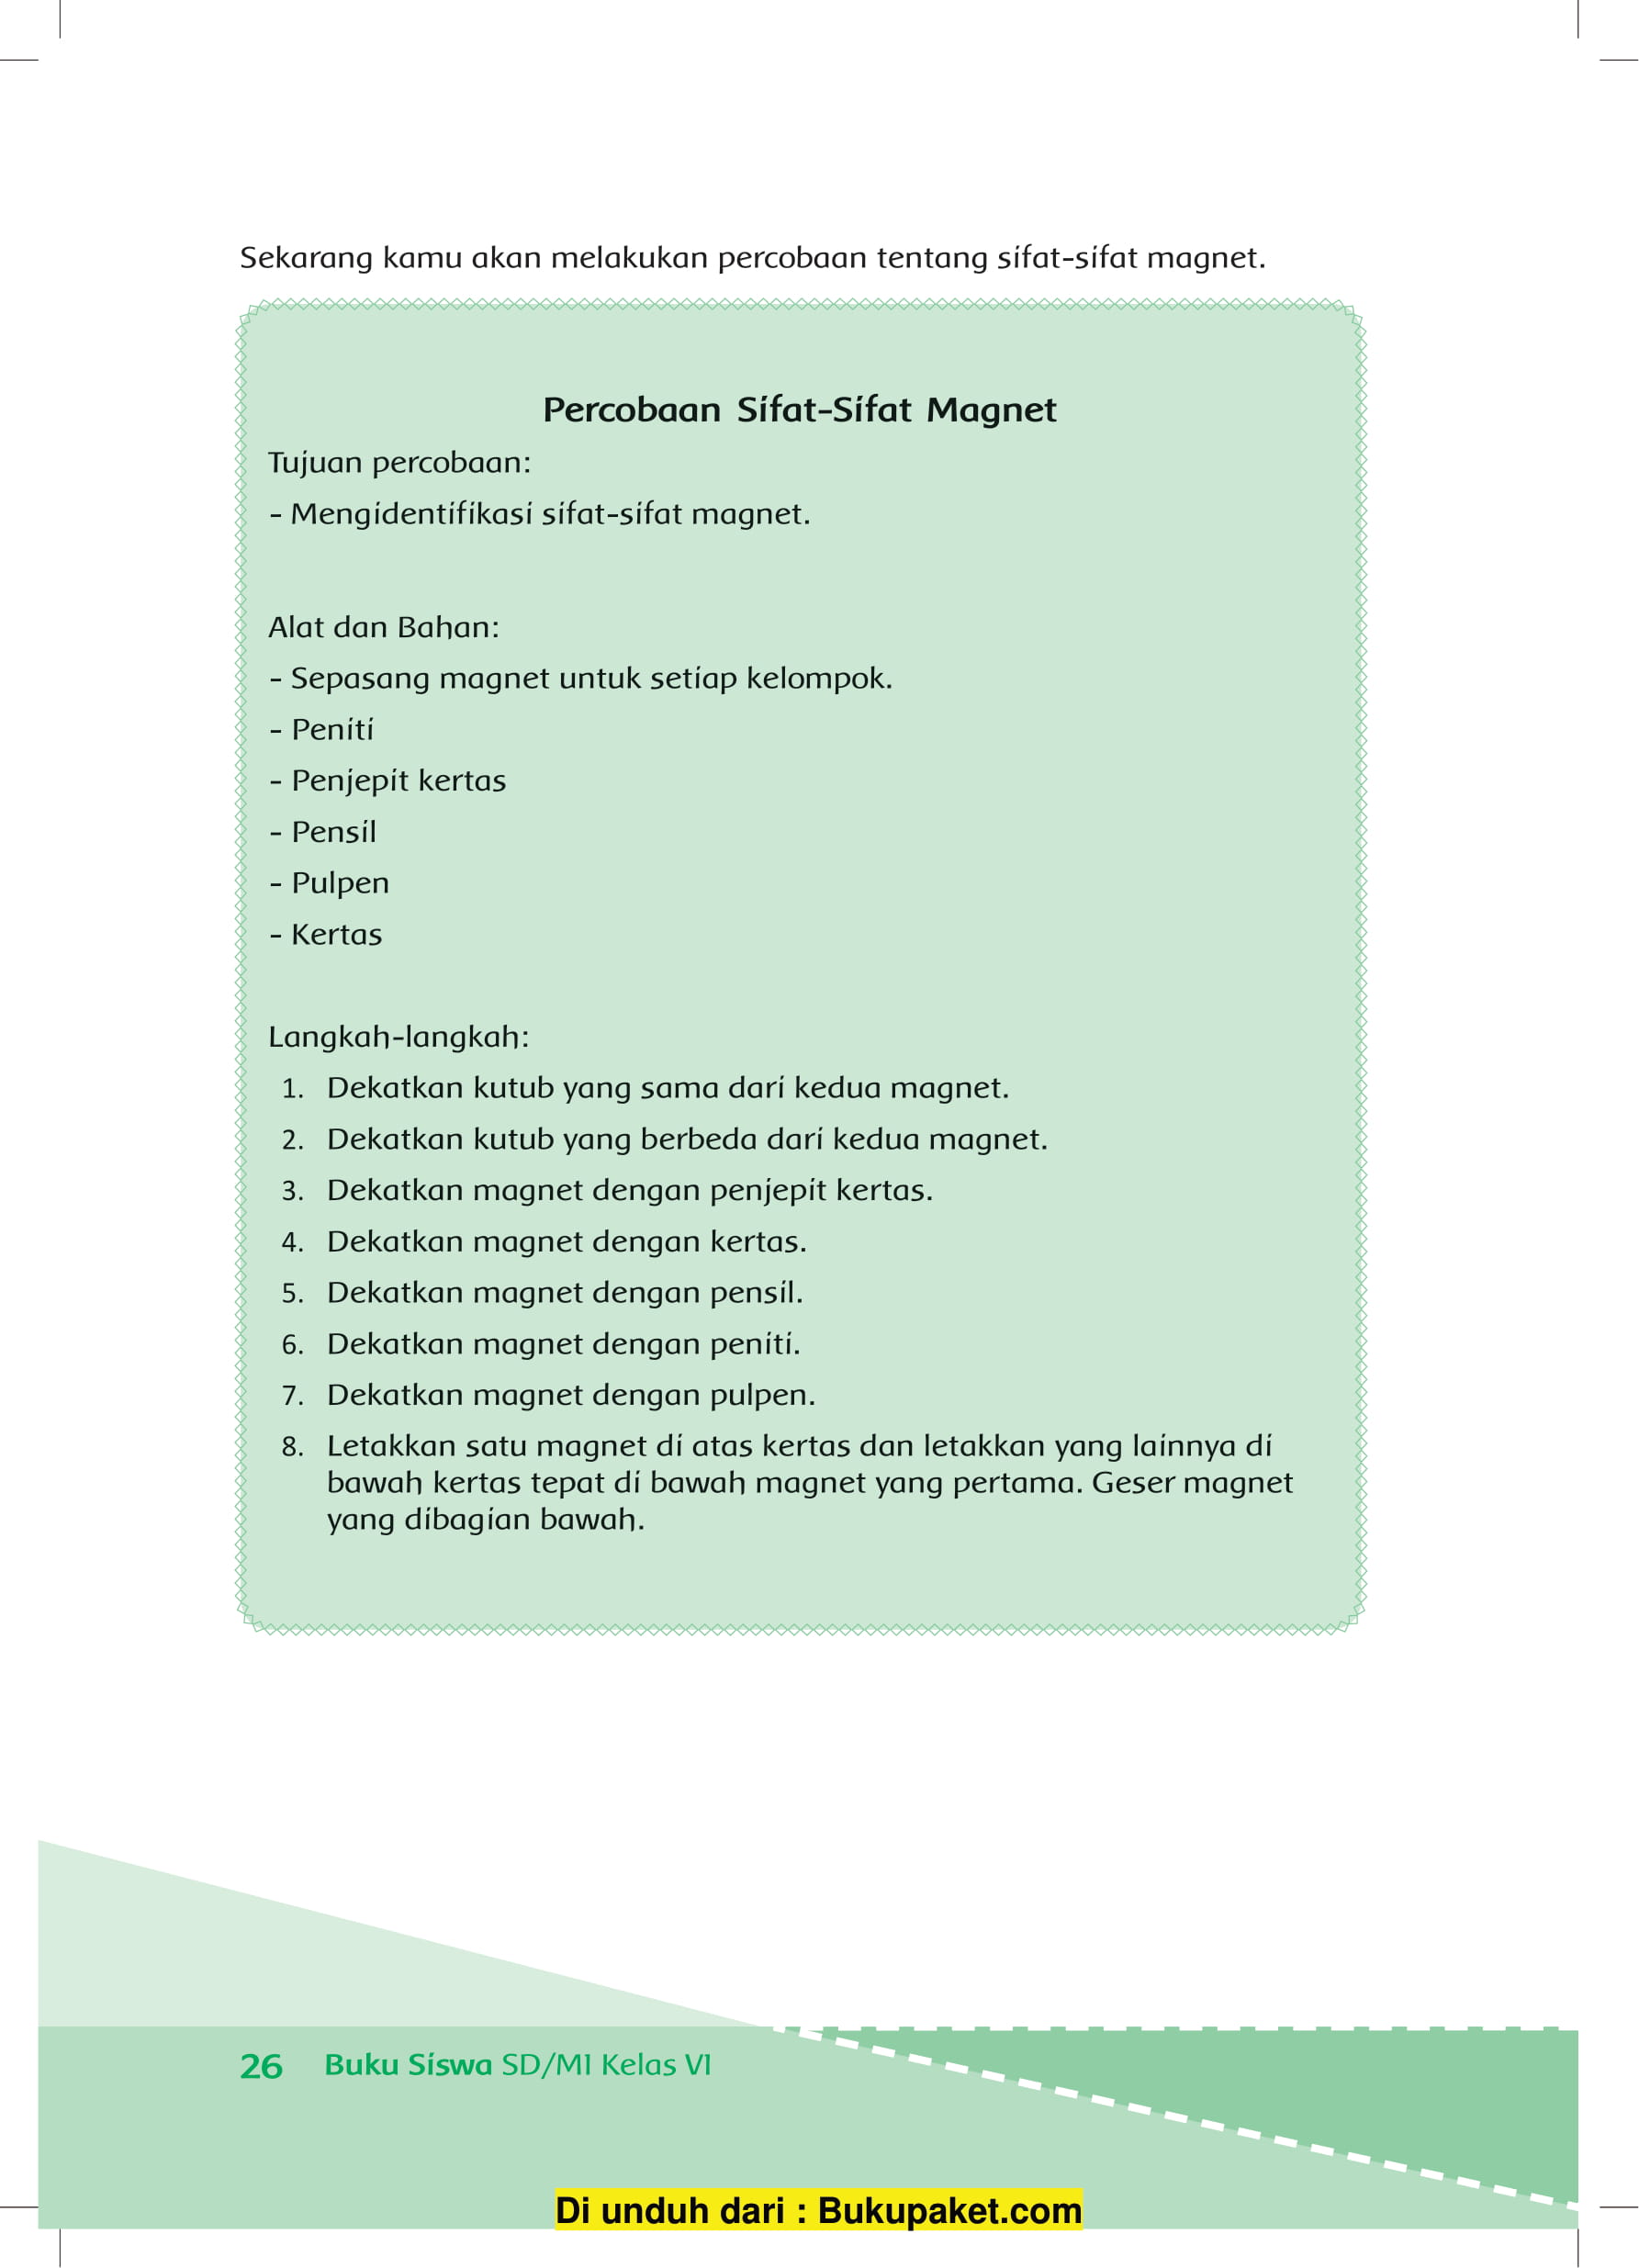 Sekarang kamu akan melakukan percobaan tentang sifat-sifat magnet.
Percobaan Sifat-Sifat Magnet
Tujuan percobaan:
- Mengidentifikasi sifat-sifat magnet.
Alat dan Bahan:
- Sepasang magnet untuk setiap kelompok.
- Peniti
- Penjepit kertas
- Pensil
- Pulpen
- Kertas
Langkah-langkah:
1. Dekatkan kutub yang sama dari kedua magnet.
2. Dekatkan kutub yang berbeda dari kedua magnet.
3. Dekatkan magnet dengan penjepit kertas.
4. Dekatkan magnet dengan kertas.
5. Dekatkan magnet dengan pensil.
6. Dekatkan magnet dengan peniti.
7. Dekatkan magnet dengan pulpen.
8. Letakkan satu magnet di atas kertas dan letakkan yang lainnya di
bawah kertas tepat di bawah magnet yang pertama. Geser magnet
yang dibagian bawah.
26 Buku Siswa SD/MI Kelas VI
Di unduh dari : Bukupaket.com